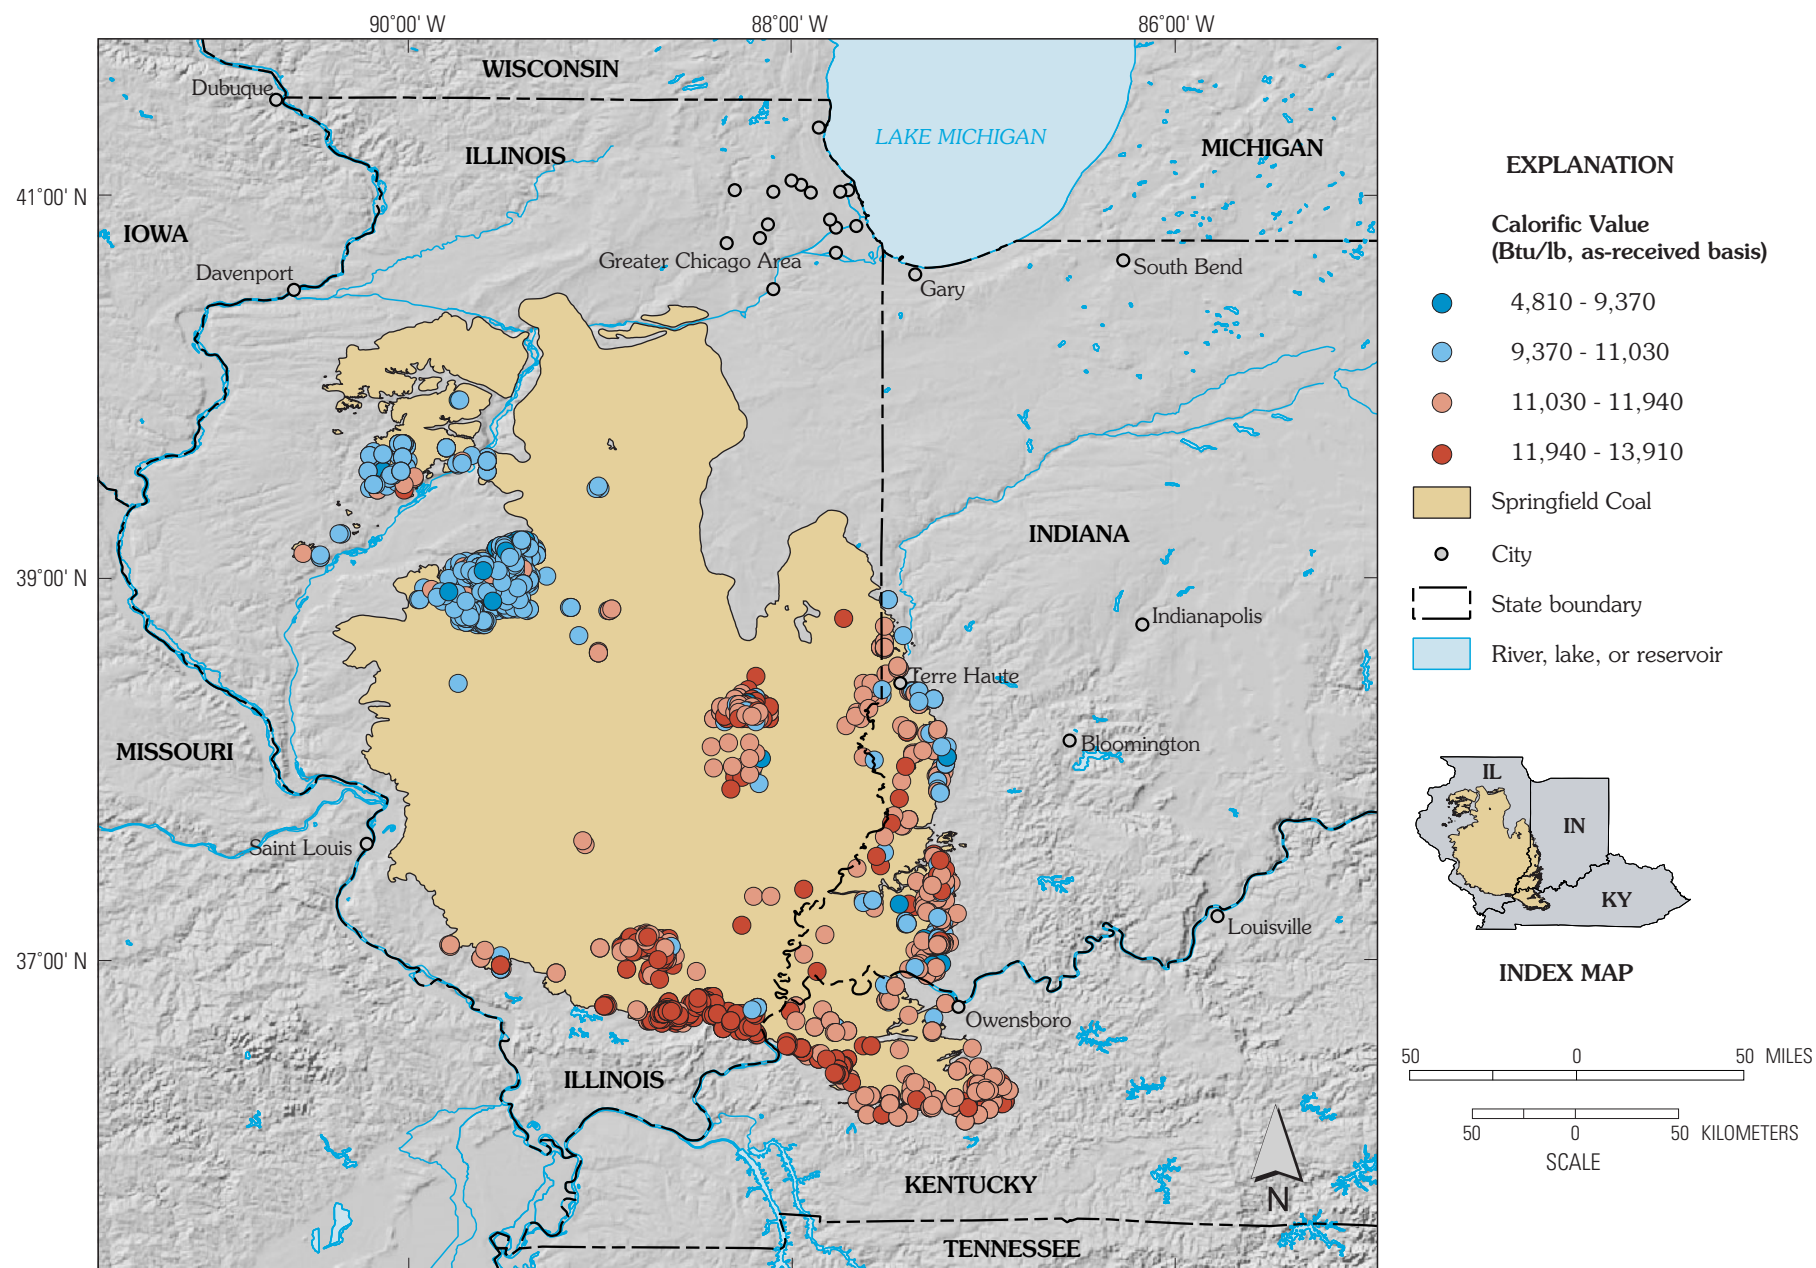 90°00' W
88°00' W
86°00' W
WISCONSIN
Dubuque
LAKE MICHIGAN
ILLINOIS
MICHIGAN
41°00' N
IOWA
Greater Chicago Area
South Bend
Davenport
Gary
INDIANA
39°00' N
Indianapolis
Terre Haute
MISSOURI
Bloomington
Saint Louis
Louisville
37°00' N
Owensboro
ILLINOIS
KENTUCKY
N
TENNESSEE
EXPLANATION
Calorific Value
(Btu/lb, as-received basis)
4,810 - 9,370
9,370 - 11,030
11,030 - 11,940
11,940 - 13,910
Springfield Coal
City
State boundary
River, lake, or reservoir
IL
IN
KY
INDEX MAP
50 0 50 MILES
50 0 50 KILOMETERS
SCALE